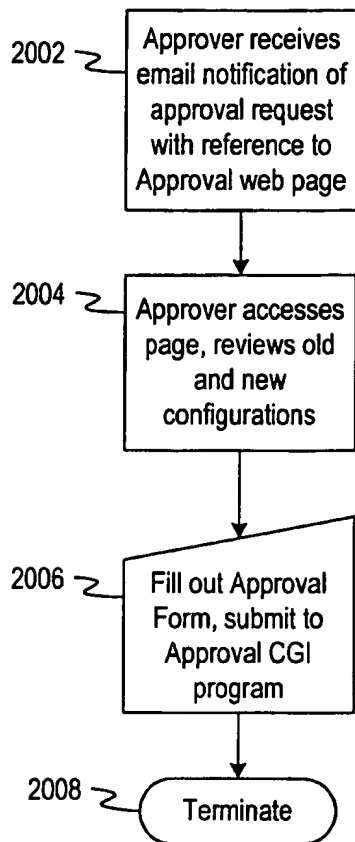 2002
Approver receives
email notification of
approval request
with reference to
Approval web page
2004
Approver accesses
page, reviews old
and new
configurations
2006
Fill out Approval
Form, submit to
Approval CGI
program
2008
Terminate